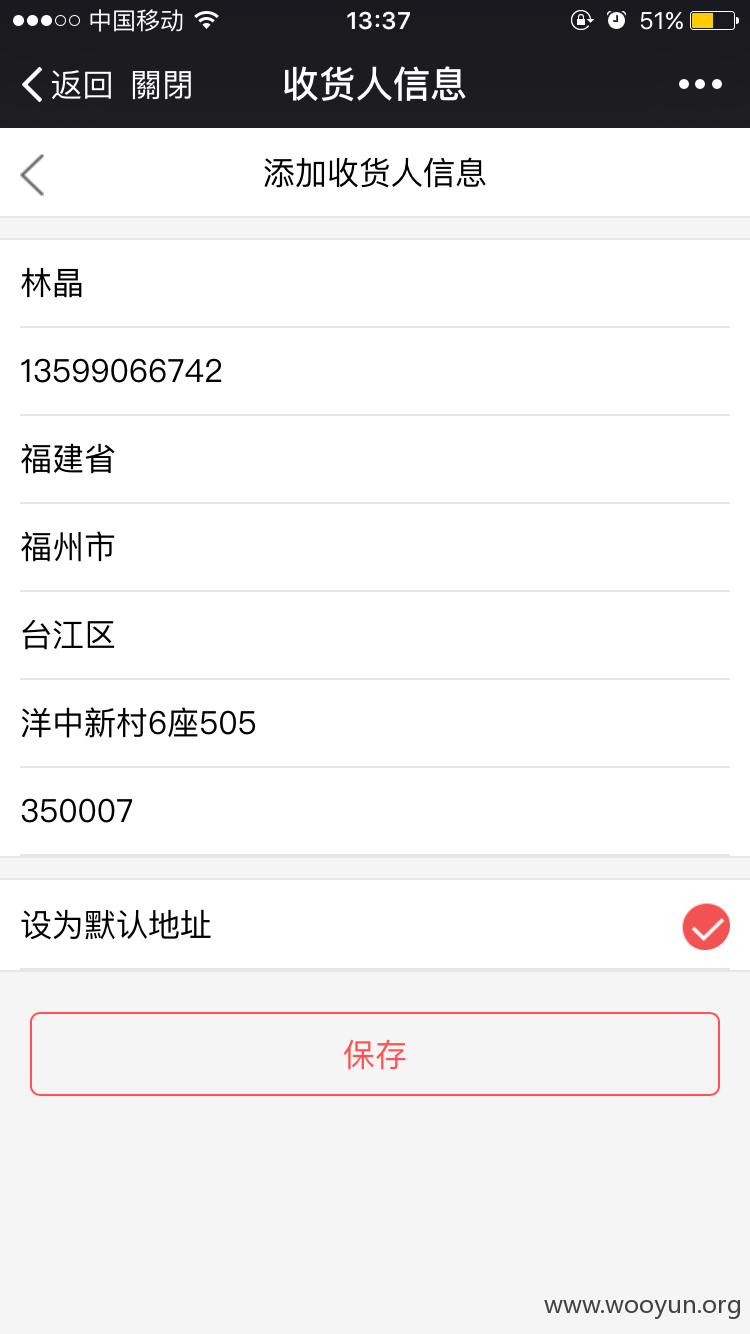 中国移动 13:37 51%
返回 關閉 收货人信息
添加收货人信息
林晶
13599066742
福建省
福州市
台江区
洋中新村6座505
350007
设为默认地址
保存
www.wooyun.org